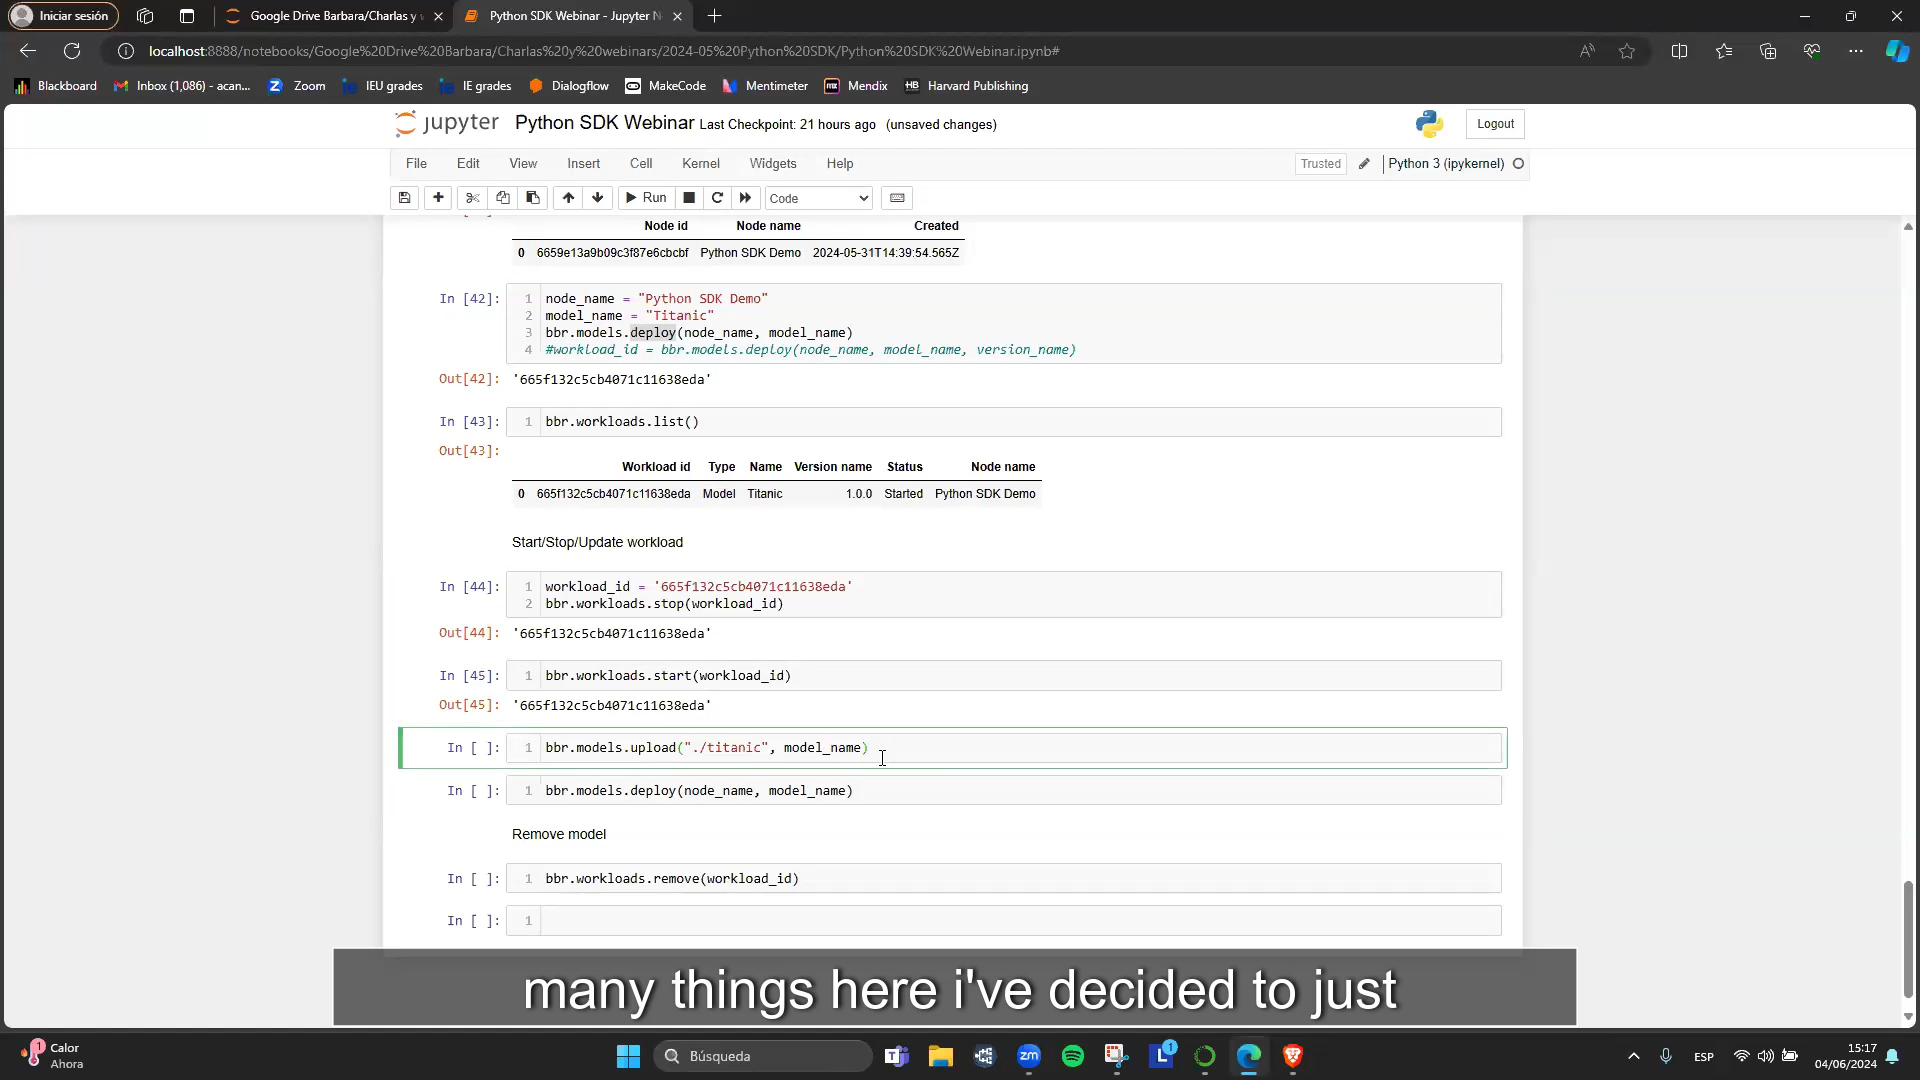 Iniciar sesión
Google Drive Barbara/Charlas y
Python SDK Webinar - Jupyter N
localhost:8888/notebooks/Google%20Drive%20Barbara/Charlas%20y%20webinars/2024-05%20Python%20SDK/Python%20SDK%20Webinar.ipynb#
Blackboard
Inbox (1,086) - acan...
Zoom
IEU grades
IE grades
Dialogflow
MakeCode
Mentimeter
Mendix
Harvard Publishing
jupyter Python SDK Webinar Last Checkpoint: 21 hours ago (unsaved changes)
Logout
File Edit View Insert Cell Kernel Widgets Help
Trusted
Python 3 (ipykernel)
Run
Code
Node id Node name Created
0 6659e13a9b09c3f87e6cbcbf Python SDK Demo 2024-05-31T14:39:54.565Z
In [42]:
1 node_name = "Python SDK Demo"
2 model_name = "Titanic"
3 bbr.models.deploy(node_name, model_name)
4 #workload_id = bbr.models.deploy(node_name, model_name, version_name)
Out[42]: '665f132c5cb4071c11638eda'
In [43]: 1 bbr.workloads.list()
Out[43]:
Workload id Type Name Version name Status Node name
0 665f132c5cb4071c11638eda Model Titanic 1.0.0 Started Python SDK Demo
Start/Stop/Update workload
In [44]: 1 workload_id = '665f132c5cb4071c11638eda'
2 bbr.workloads.stop(workload_id)
Out[44]: '665f132c5cb4071c11638eda'
In [45]: 1 bbr.workloads.start(workload_id)
Out[45]: '665f132c5cb4071c11638eda'
In [ ]: 1 bbr.models.upload("./titanic", model_name)
In [ ]: 1 bbr.models.deploy(node_name, model_name)
Remove model
In [ ]: 1 bbr.workloads.remove(workload_id)
In [ ]: 1
many things here i've decided to just
1
Calor
Ahora
Búsqueda
1
ESP
15:17
04/06/2024